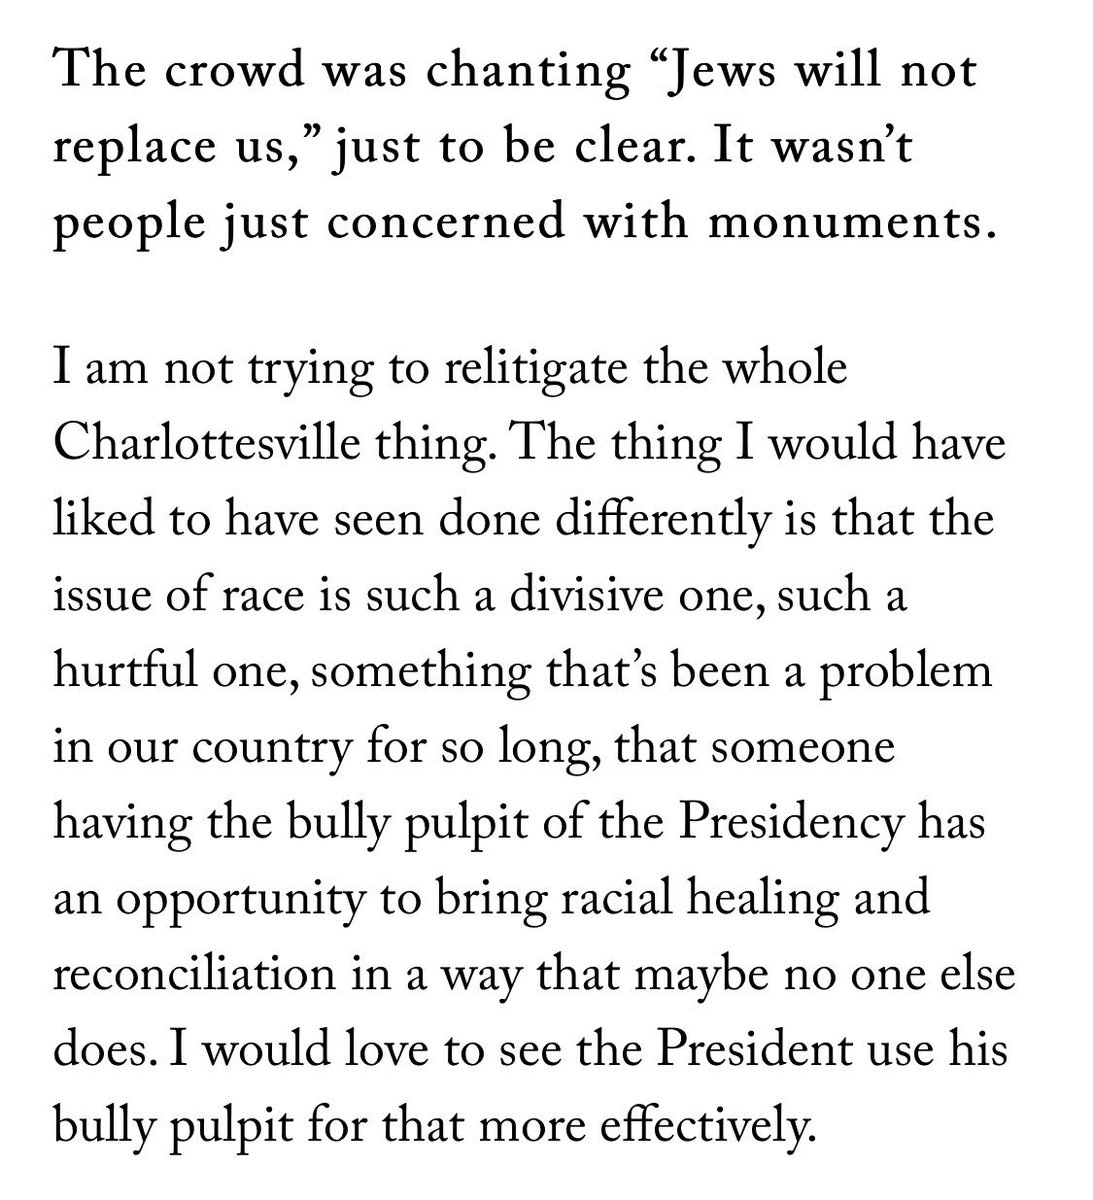 The crowd was chanting “Jews will not
replace us,” just to be clear. It wasn’t
people just concerned with monuments.
I am not trying to relitigate the whole
Charlottesville thing. The thing I would have
liked to have seen done differently is that the
issue of race is such a divisive one, such a
hurtful one, something that’s been a problem
in our country for so long, that someone
having the bully pulpit of the Presidency has
an opportunity to bring racial healing and
reconciliation in a way that maybe no one else
does. I would love to see the President use his
bully pulpit for that more effectively.